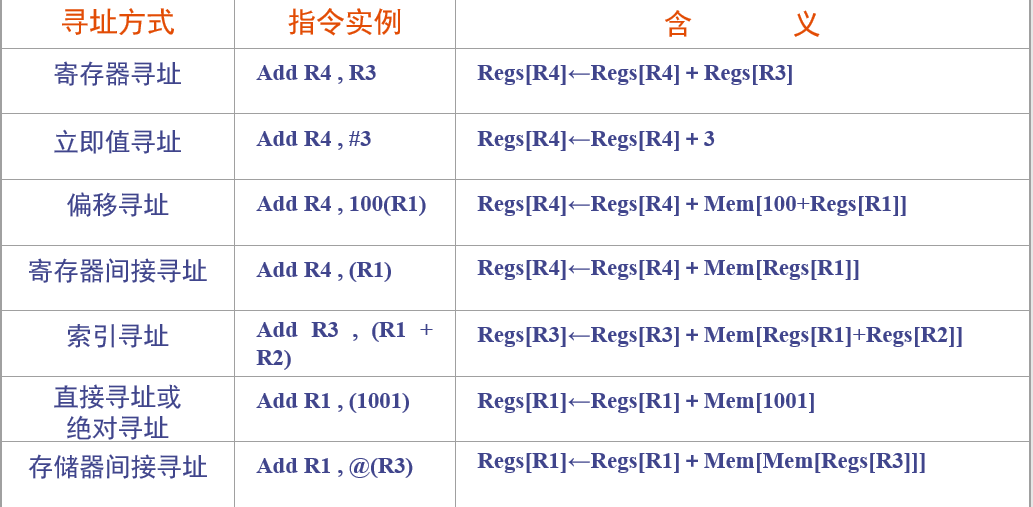 寻址方式 指令实例 含 义
寄存器寻址 Add R4 , R3 Regs[R4]←Regs[R4] + Regs[R3]
立即值寻址 Add R4 , #3 Regs[R4]←Regs[R4] + 3
偏移寻址 Add R4 , 100(R1) Regs[R4]←Regs[R4] + Mem[100+Regs[R1]]
寄存器间接寻址 Add R4 , (R1) Regs[R4]←Regs[R4] + Mem[Regs[R1]]
索引寻址 Add R3 , (R1 + R2) Regs[R3]←Regs[R3] + Mem[Regs[R1]+Regs[R2]]
直接寻址或
绝对寻址 Add R1 , (1001) Regs[R1]←Regs[R1] + Mem[1001]
存储器间接寻址 Add R1 , @(R3) Regs[R1]←Regs[R1] + Mem[Mem[Regs[R3]]]